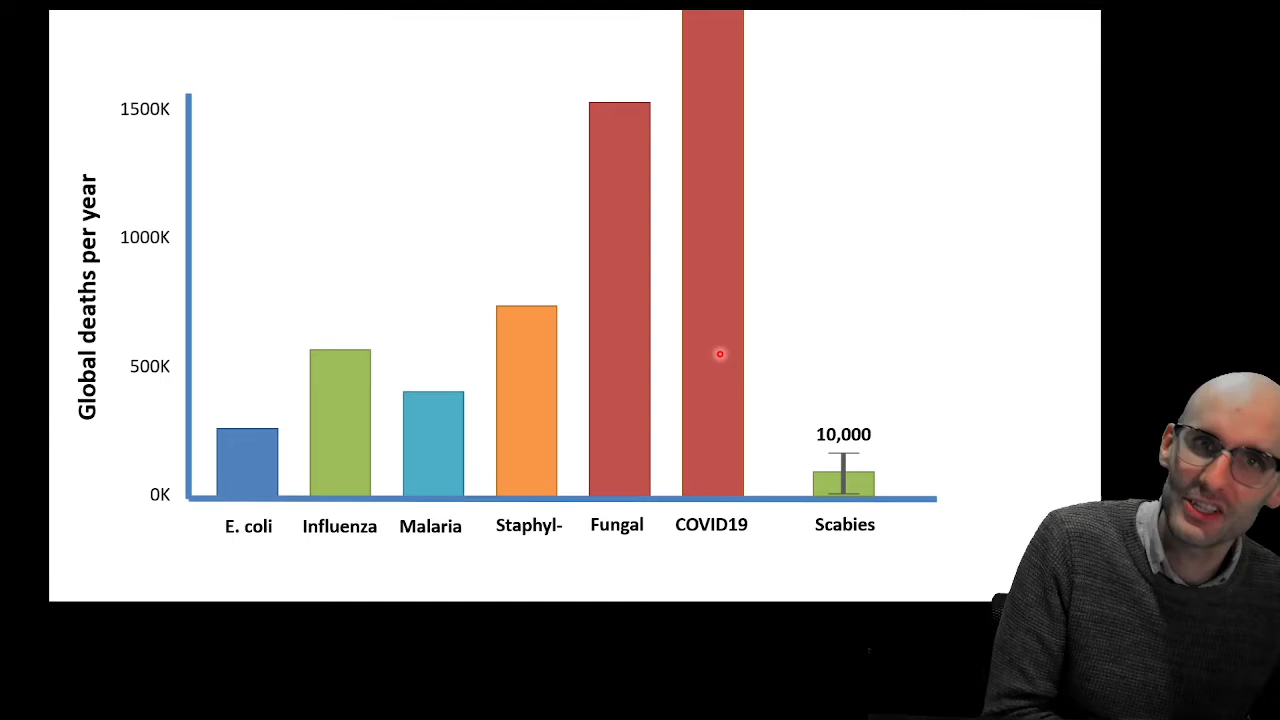 1500K
1000K
500K
0K
Global deaths per year
10,000
E. coli
Influenza
Malaria
Staphyl-
Fungal
COVID19
Scabies